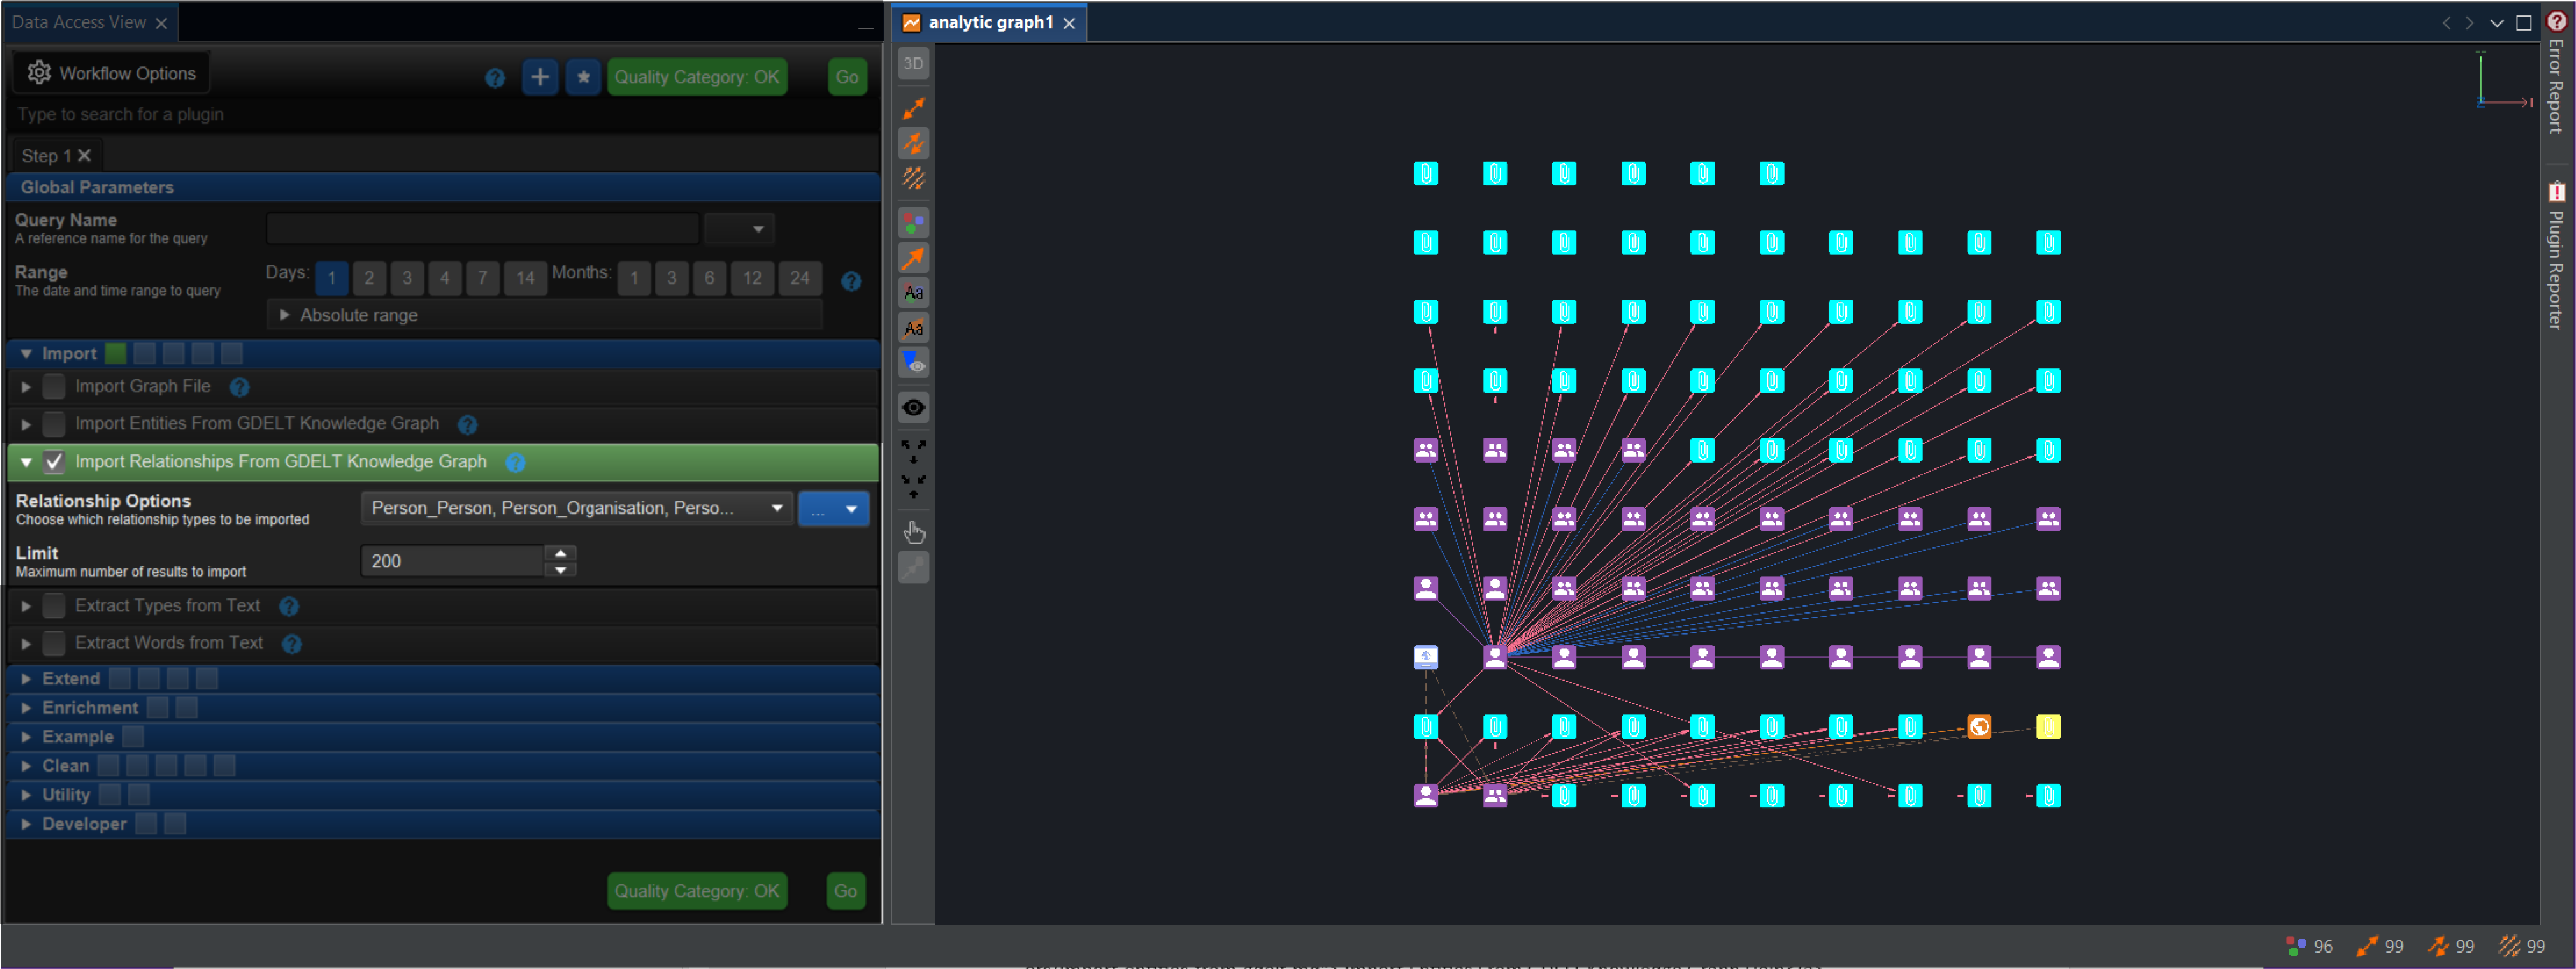 Data Access View
analytic graph1
Workflow Options
Quality Category: OK
Go
Type to search for a plugin
Step 1
Global Parameters
Query Name
A reference name for the query
Range
The date and time range to query
Days: 1 2 3 4 7 14 Months: 1 3 6 12 24
Absolute range
Import
Import Graph File
Import Entities From GDELT Knowledge Graph
Import Relationships From GDELT Knowledge Graph
Relationship Options
Choose which relationship types to be imported
Person_Person, Person_Organisation, Perso...
...
Limit
Maximum number of results to import
200
Extract Types from Text
Extract Words from Text
Extend
Enrichment
Example
Clean
Utility
Developer
Quality Category: OK
Go
3D
Aa
Aa
Error Report
Plugin Reporter
96 99 99 99